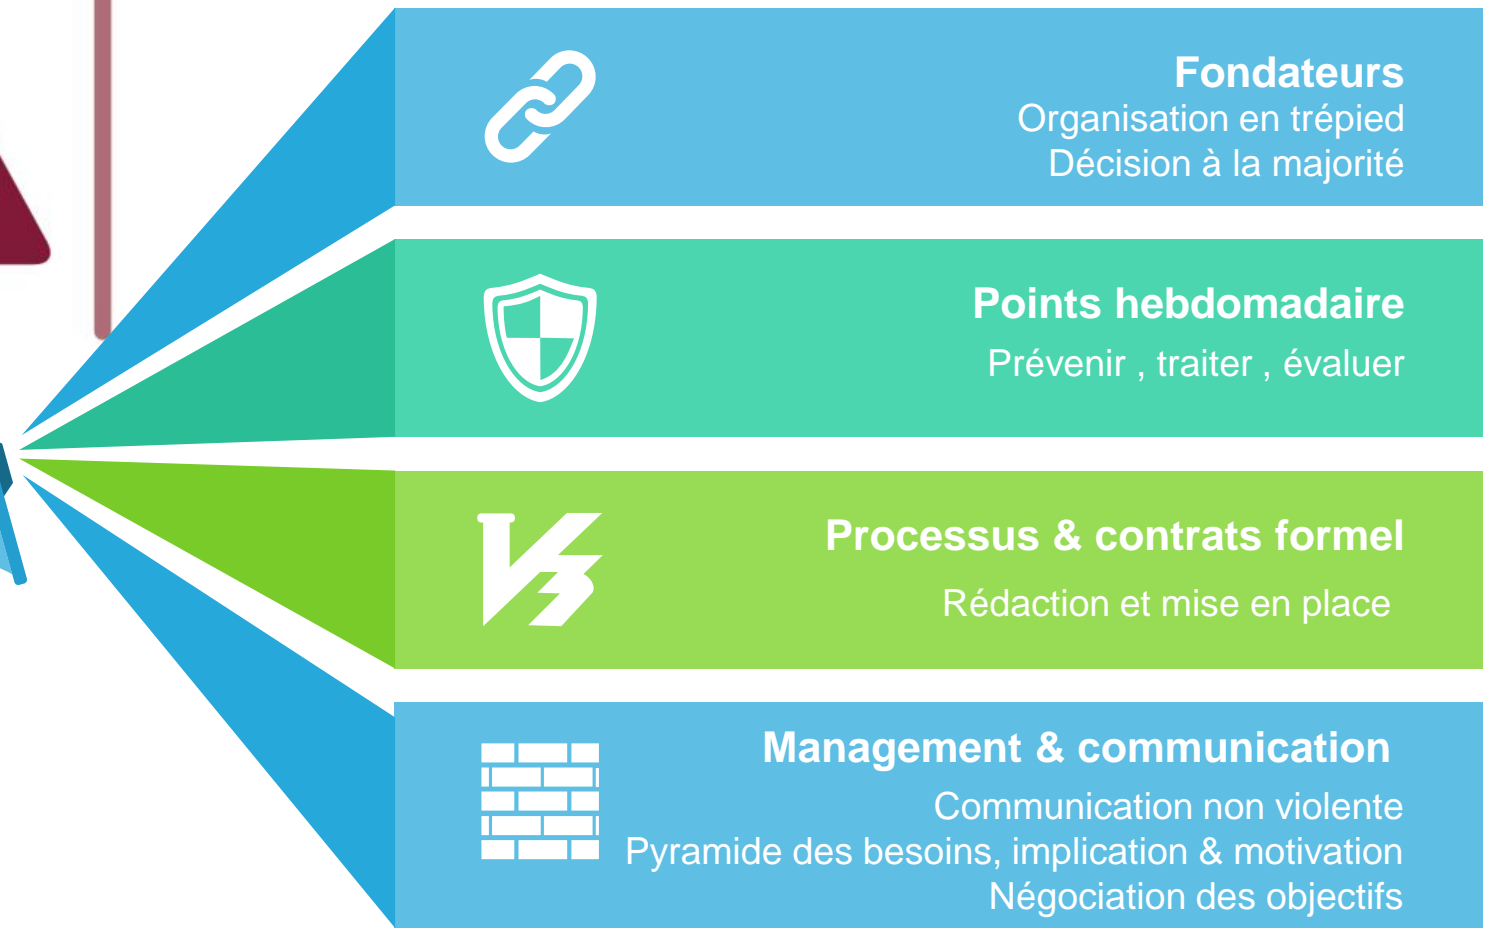 Fondateurs
Organisation en trépied
Décision à la majorité
Points hebdomadaire
Prévenir , traiter , évaluer
Processus & contrats formel
Rédaction et mise en place
Management & communication
Communication non violente
Pyramide des besoins, implication & motivation
Négociation des objectifs